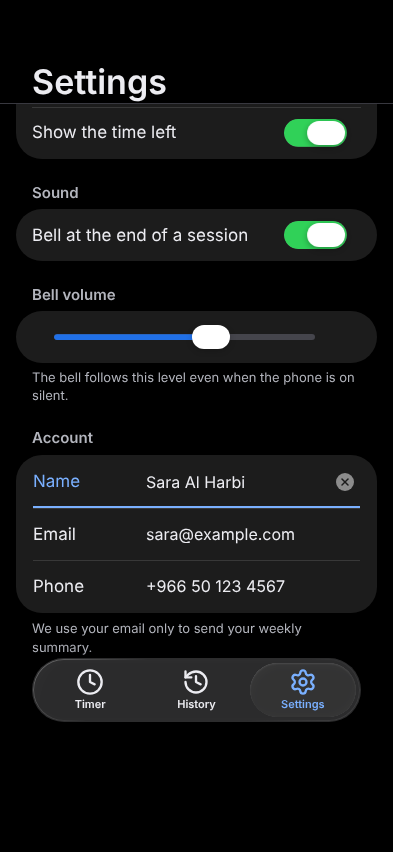 Settings
Show the time left
Sound
Bell at the end of a session
Bell volume
The bell follows this level even when the phone is on
silent.
Account
Name Sara Al Harbi
Email sara@example.com
Phone +966 50 123 4567
We use your email only to send your weekly
summary.
Timer History Settings